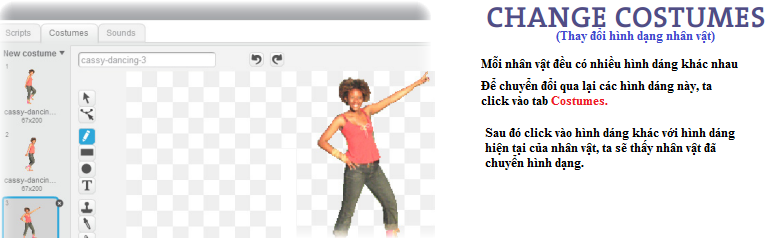 Scripts Costumes Sounds
New costume
cassy-dancing-3
1
cassy-dancin...
67x200
2
cassy-dancin...
67x200
3
T
CHANGE COSTUMES
(Thay đổi hình dạng nhân vật)
Mỗi nhân vật đều có nhiều hình dáng khác nhau
Để chuyển đổi qua lại các hình dáng này, ta
click vào tab Costumes.
Sau đó click vào hình dáng khác với hình dáng
hiện tại của nhân vật, ta sẽ thấy nhân vật đã
chuyển hình dạng.